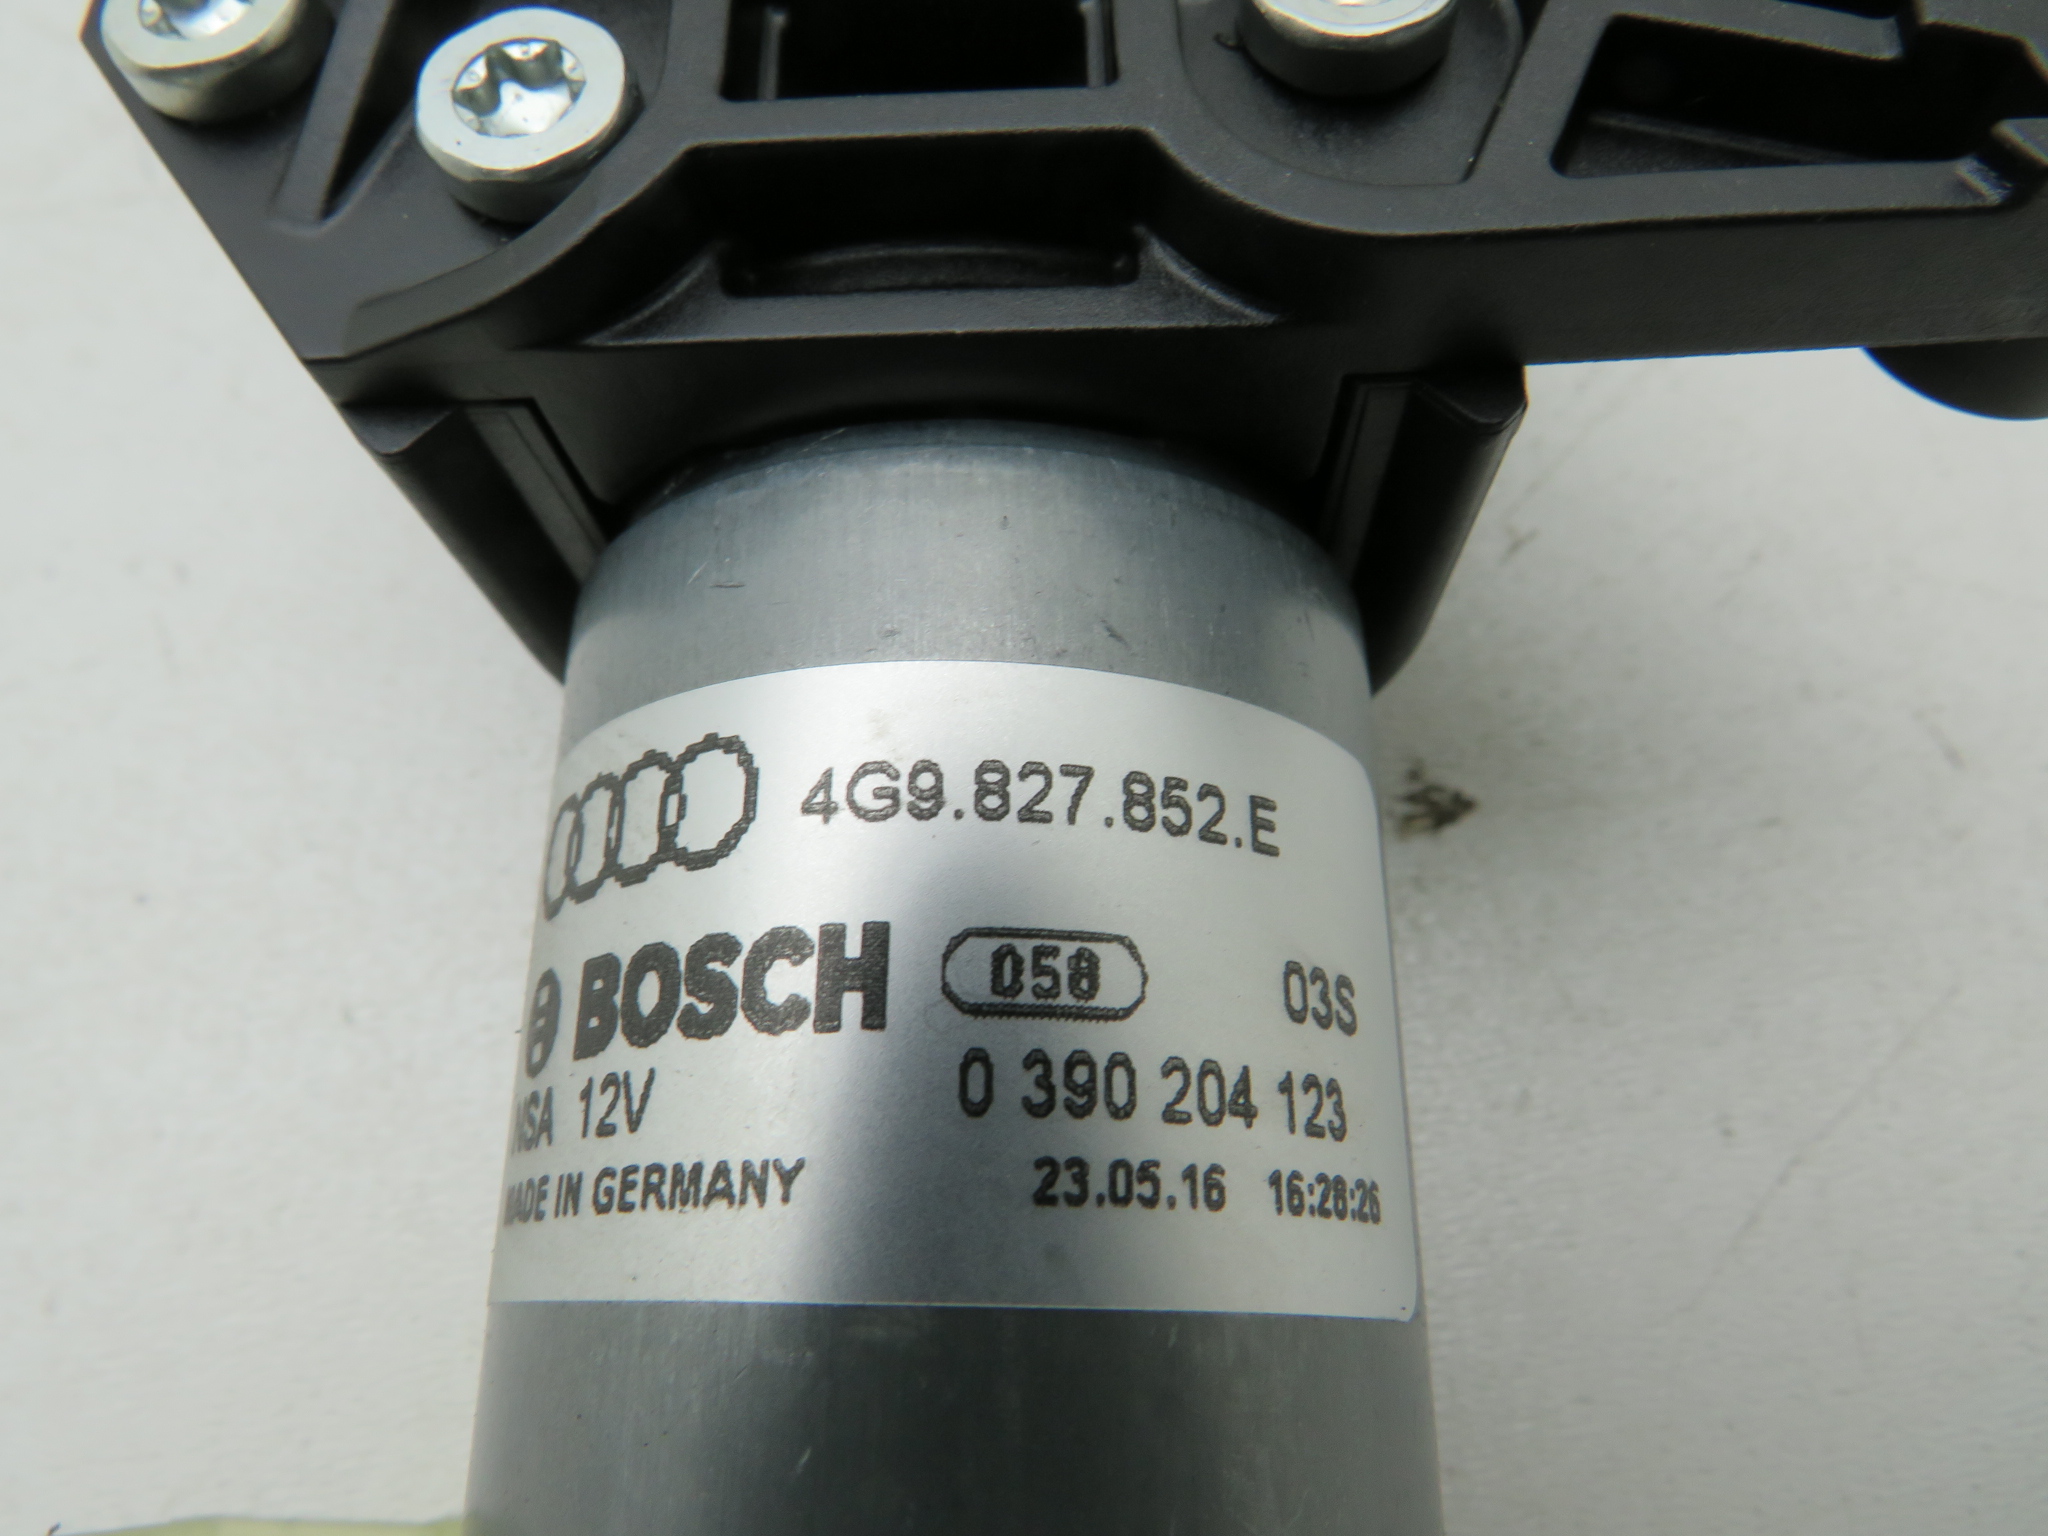 4G9.827.852.E
BOSCH 058 03S
NSA 12V 0 390 204 123
MADE IN GERMANY 23.05.16 16:28:26